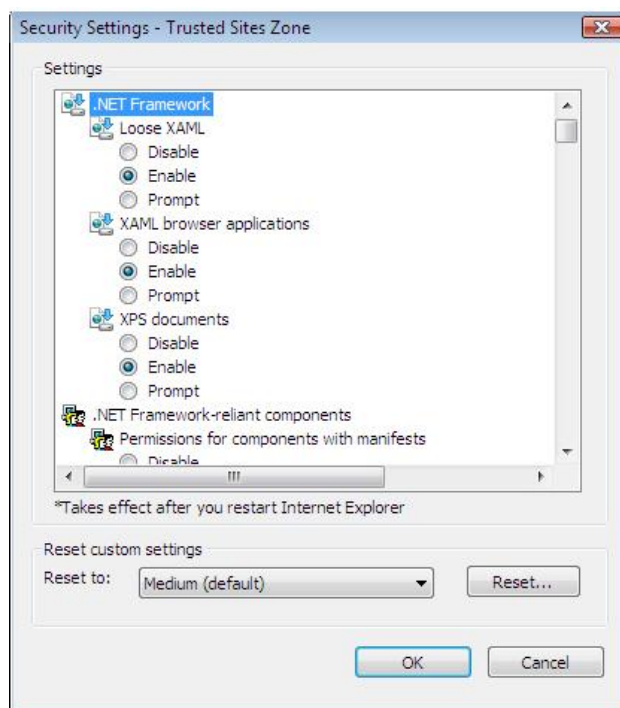 Security Settings - Trusted Sites Zone
Settings
.NET Framework
Loose XAML
Disable
Enable
Prompt
XAML browser applications
Disable
Enable
Prompt
XPS documents
Disable
Enable
Prompt
.NET Framework-reliant components
Permissions for components with manifests
Disable
*Takes effect after you restart Internet Explorer
Reset custom settings
Reset to: Medium (default) Reset...
OK Cancel